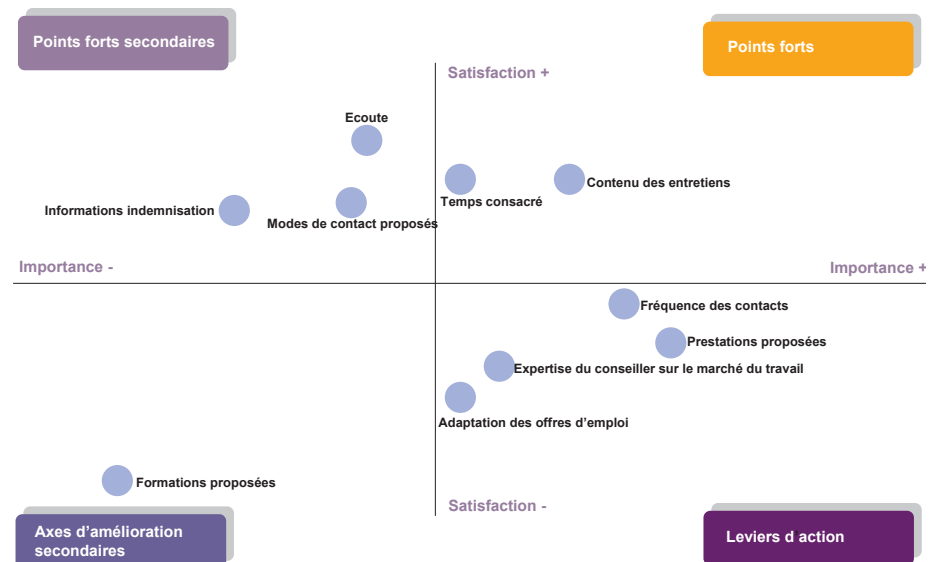 Points forts secondaires
Points forts
Satisfaction +
Ecoute
Contenu des entretiens
Temps consacré
Informations indemnisation
Modes de contact proposés
Importance -
Importance +
Fréquence des contacts
Prestations proposées
Expertise du conseiller sur le marché du travail
Adaptation des offres d’emploi
Formations proposées
Satisfaction -
Axes d’amélioration
secondaires
Leviers d action